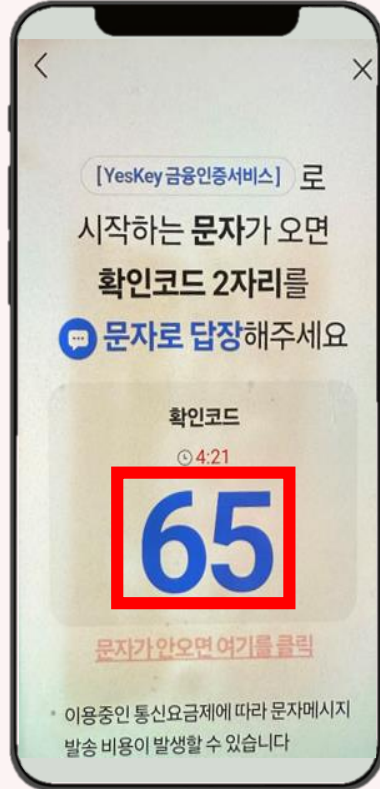 [YesKey 금융인증서비스] 로
시작하는 문자가 오면
확인코드 2자리를
문자로 답장해주세요
확인코드
4:21
65
문자가 안오면 여기를 클릭
• 이용중인 통신요금제에 따라 문자메시지
발송 비용이 발생할 수 있습니다